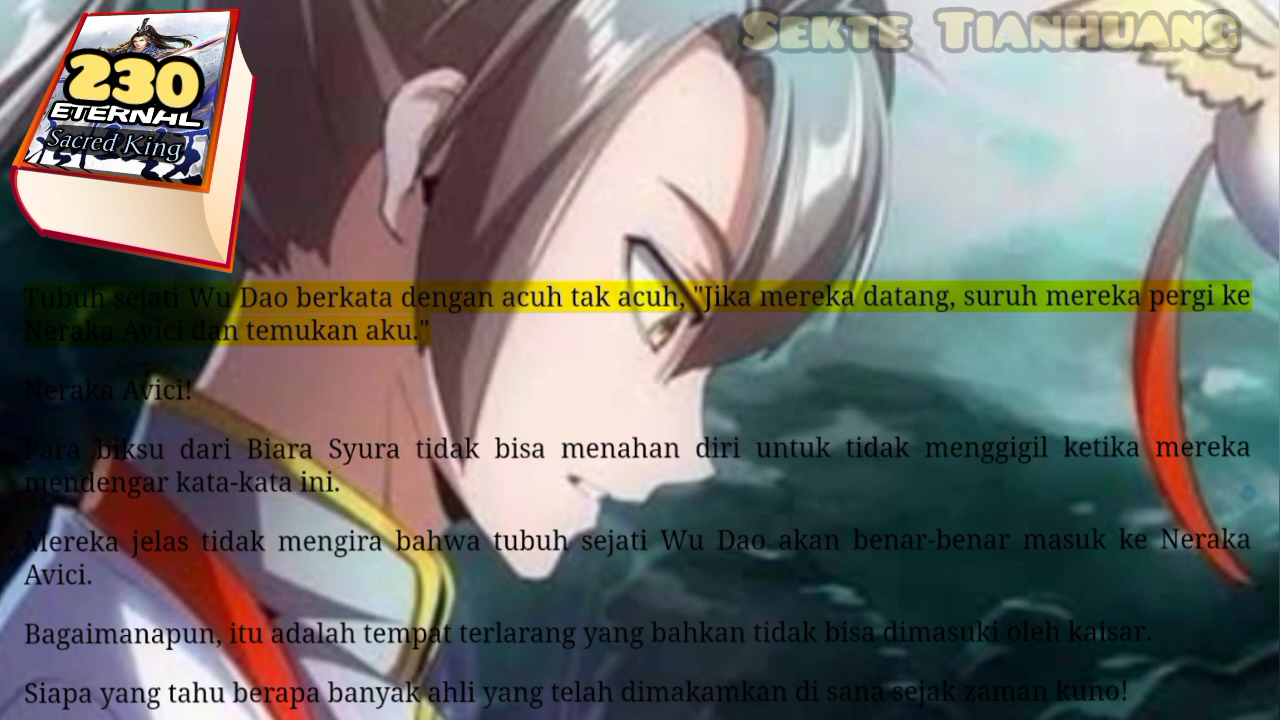 Sekte Tianhuang
230
ETERNAL
Sacred King
Tubuh sejati Wu Dao berkata dengan acuh tak acuh, "Jika mereka datang, suruh mereka pergi ke
Neraka Avici dan temukan aku."
Neraka Avici!
Para biksu dari Biara Syura tidak bisa menahan diri untuk tidak menggigil ketika mereka
mendengar kata-kata ini.
Mereka jelas tidak mengira bahwa tubuh sejati Wu Dao akan benar-benar masuk ke Neraka
Avici.
Bagaimanapun, itu adalah tempat terlarang yang bahkan tidak bisa dimasuki oleh kaisar.
Siapa yang tahu berapa banyak ahli yang telah dimakamkan di sana sejak zaman kuno!